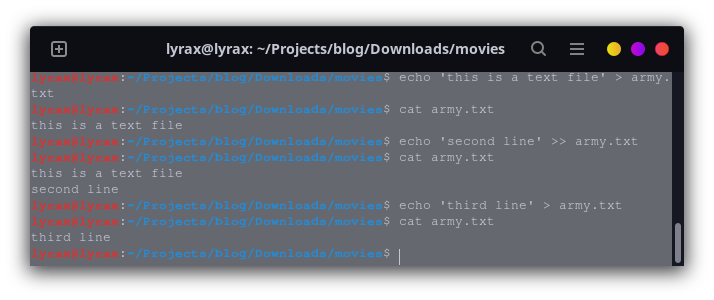 lyrax@lyrax: ~/Projects/blog/Downloads/movies
lyrax@lyrax:~/Projects/blog/Downloads/movies$ echo 'this is a text file' > army.
txt
lyrax@lyrax:~/Projects/blog/Downloads/movies$ cat army.txt
this is a text file
lyrax@lyrax:~/Projects/blog/Downloads/movies$ echo 'second line' >> army.txt
lyrax@lyrax:~/Projects/blog/Downloads/movies$ cat army.txt
this is a text file
second line
lyrax@lyrax:~/Projects/blog/Downloads/movies$ echo 'third line' > army.txt
lyrax@lyrax:~/Projects/blog/Downloads/movies$ cat army.txt
third line
lyrax@lyrax:~/Projects/blog/Downloads/movies$